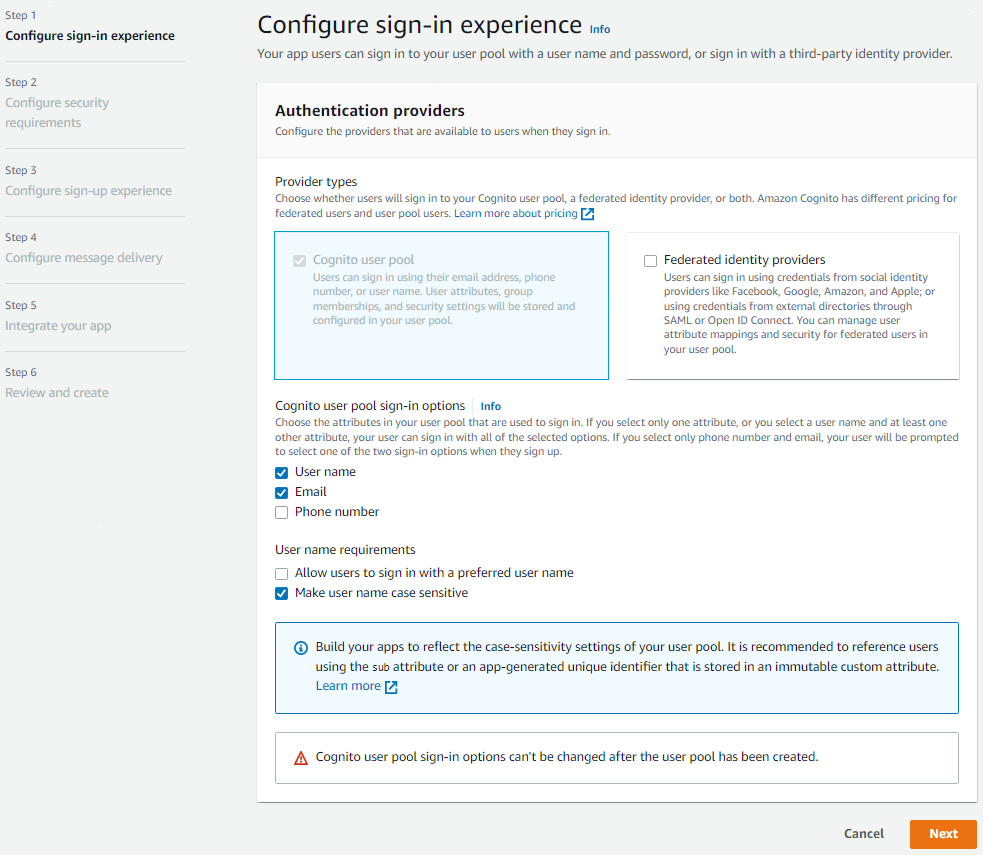 Step 1
Configure sign-in experience
Step 2
Configure security
requirements
Step 3
Configure sign-up experience
Step 4
Configure message delivery
Step 5
Integrate your app
Step 6
Review and create
Configure sign-in experience Info
Your app users can sign in to your user pool with a user name and password, or sign in with a third-party identity provider.
Authentication providers
Configure the providers that are available to users when they sign in.
Provider types
Choose whether users will sign in to your Cognito user pool, a federated identity provider, or both. Amazon Cognito has different pricing for
federated users and user pool users. Learn more about pricing
Cognito user pool
Users can sign in using their email address, phone
number, or user name. User attributes, group
memberships, and security settings will be stored and
configured in your user pool.
Federated identity providers
Users can sign in using credentials from social identity
providers like Facebook, Google, Amazon, and Apple; or
using credentials from external directories through
SAML or Open ID Connect. You can manage user
attribute mappings and security for federated users in
your user pool.
Cognito user pool sign-in options Info
Choose the attributes in your user pool that are used to sign in. If you select only one attribute, or you select a user name and at least one
other attribute, your user can sign in with all of the selected options. If you select only phone number and email, your user will be prompted
to select one of the two sign-in options when they sign up.
User name
Email
Phone number
User name requirements
Allow users to sign in with a preferred user name
Make user name case sensitive
Build your apps to reflect the case-sensitivity settings of your user pool. It is recommended to reference users
using the sub attribute or an app-generated unique identifier that is stored in an immutable custom attribute.
Learn more
Cognito user pool sign-in options can't be changed after the user pool has been created.
Cancel
Next